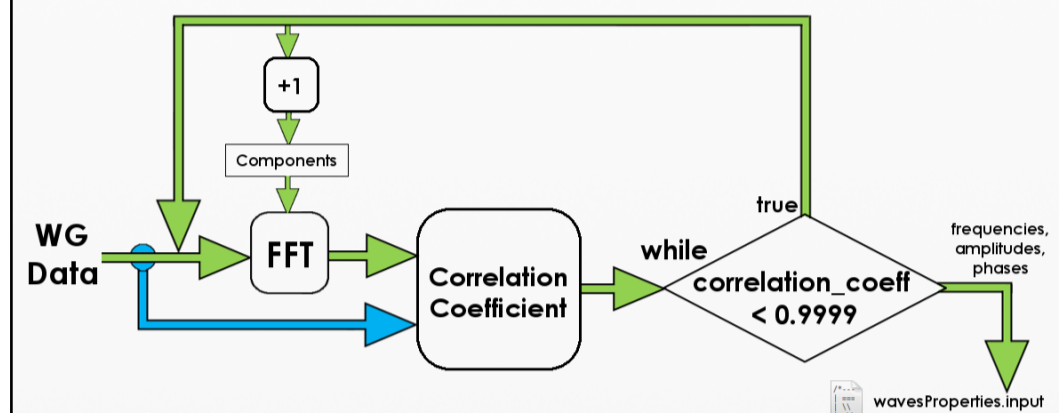 +1
Components
WG
Data
FFT
Correlation
Coefficient
while
true
correlation_coeff
< 0.9999
frequencies,
amplitudes,
phases
wavesProperties.input